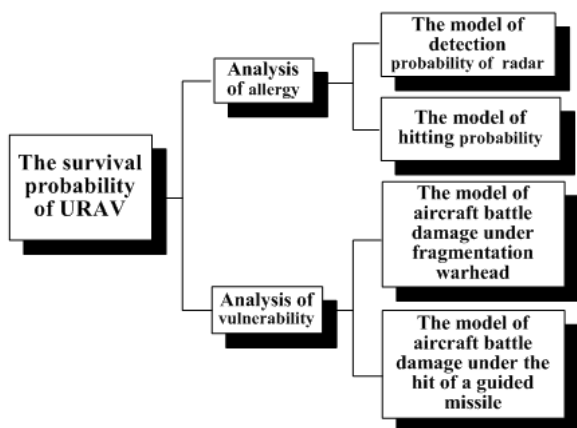 The survival
probability
of URAV
Analysis
of allergy
The model of
detection
probability of radar
The model of
hitting probability
Analysis of
vulnerability
The model of
aircraft battle
damage under
fragmentation
warhead
The model of
aircraft battle
damage under the
hit of a guided
missile